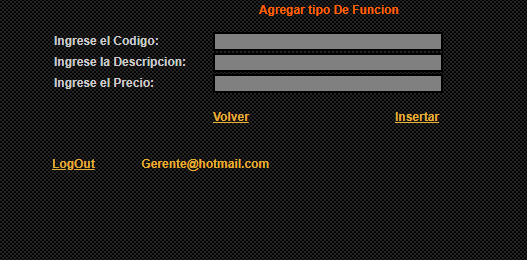 Agregar tipo De Funcion
Ingrese el Codigo:
Ingrese la Descripcion:
Ingrese el Precio:
Volver Insertar
LogOut Gerente@hotmail.com